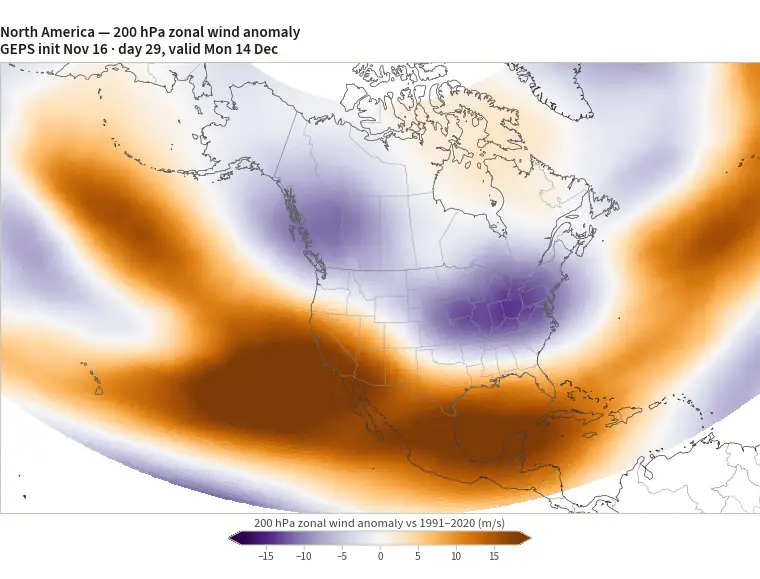 North America — 200 hPa zonal wind anomaly
GEPS init Nov 16 · day 29, valid Mon 14 Dec
200 hPa zonal wind anomaly vs 1991–2020 (m/s)
−15 −10 −5 0 5 10 15